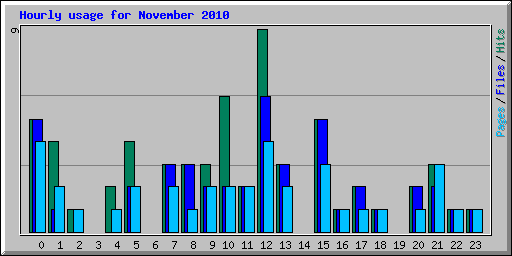 Hourly usage for November 2010
9
Pages / Files / Hits
0 1 2 3 4 5 6 7 8 9 10 11 12 13 14 15 16 17 18 19 20 21 22 23